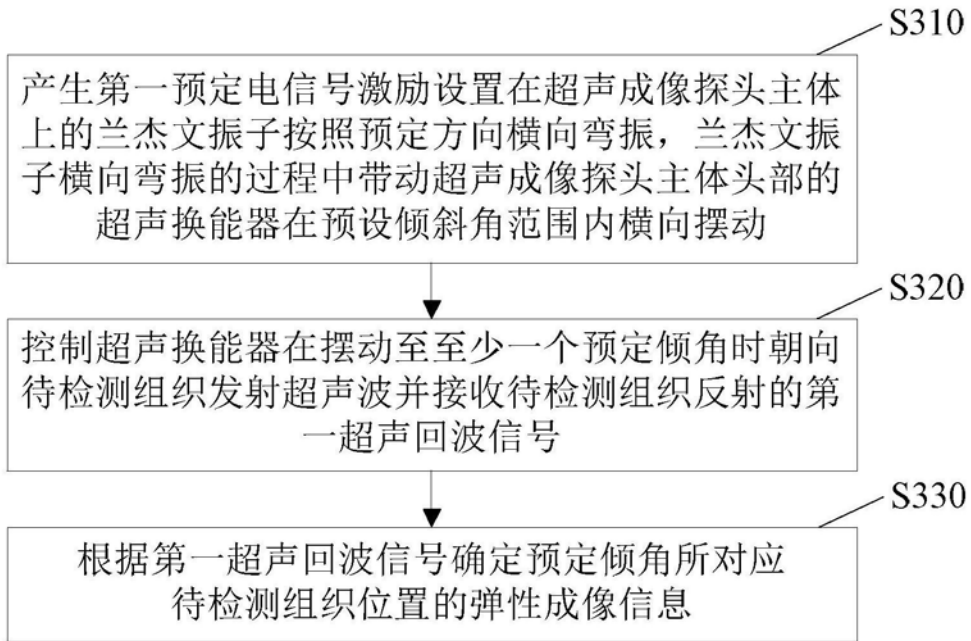 S310
产生第一预定电信号激励设置在超声成像探头主体
上的兰杰文振子按照预定方向横向弯振，兰杰文振
子横向弯振的过程中带动超声成像探头主体头部的
超声换能器在预设倾斜角范围内横向摆动
S320
控制超声换能器在摆动至至少一个预定倾角时朝向
待检测组织发射超声波并接收待检测组织反射的第
一超声回波信号
S330
根据第一超声回波信号确定预定倾角所对应
待检测组织位置的弹性成像信息